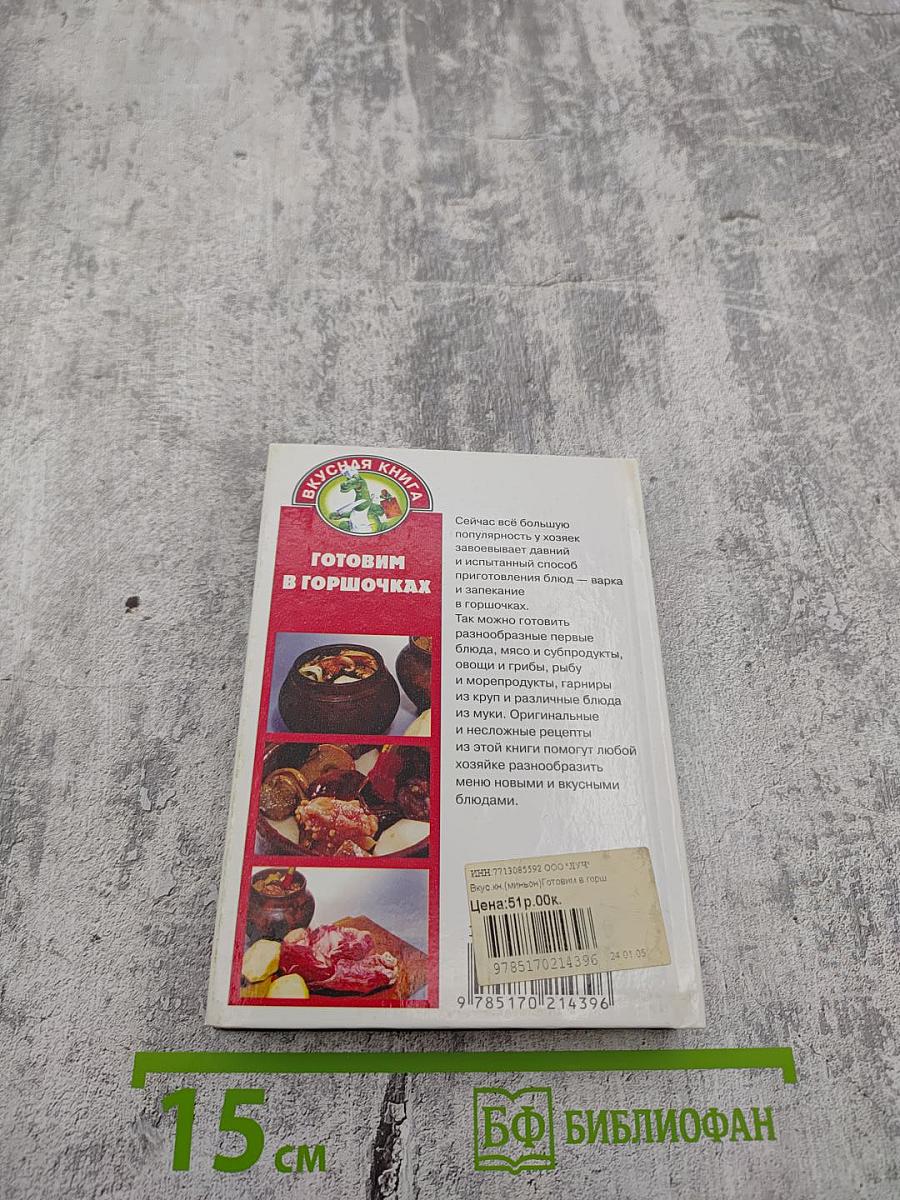 ВКУСНАЯ КНИГА
ГОТОВИМ
В ГОРШОЧКАХ
Сейчас всё большую
популярность у хозяек
завоевывает давний
и испытанный способ
приготовления блюд — варка
и запекание
в горшочках.
Так можно готовить
разнообразные первые
блюда, мясо и субпродукты,
овощи и грибы, рыбу
и морепродукты, гарниры
из круп и различные блюда
из муки. Оригинальные
и несложные рецепты
из этой книги помогут любой
хозяйке разнообразить
меню новыми и вкусными
блюдами.
ИНН:7713085592 ООО "ЛУЧ"
Вкус.кн.(миньон)Готовим в горш
Цена:51р.00к.
9785170214396
24.01.05
9 785170 214396
15 см
БФ БИБЛИОФАН